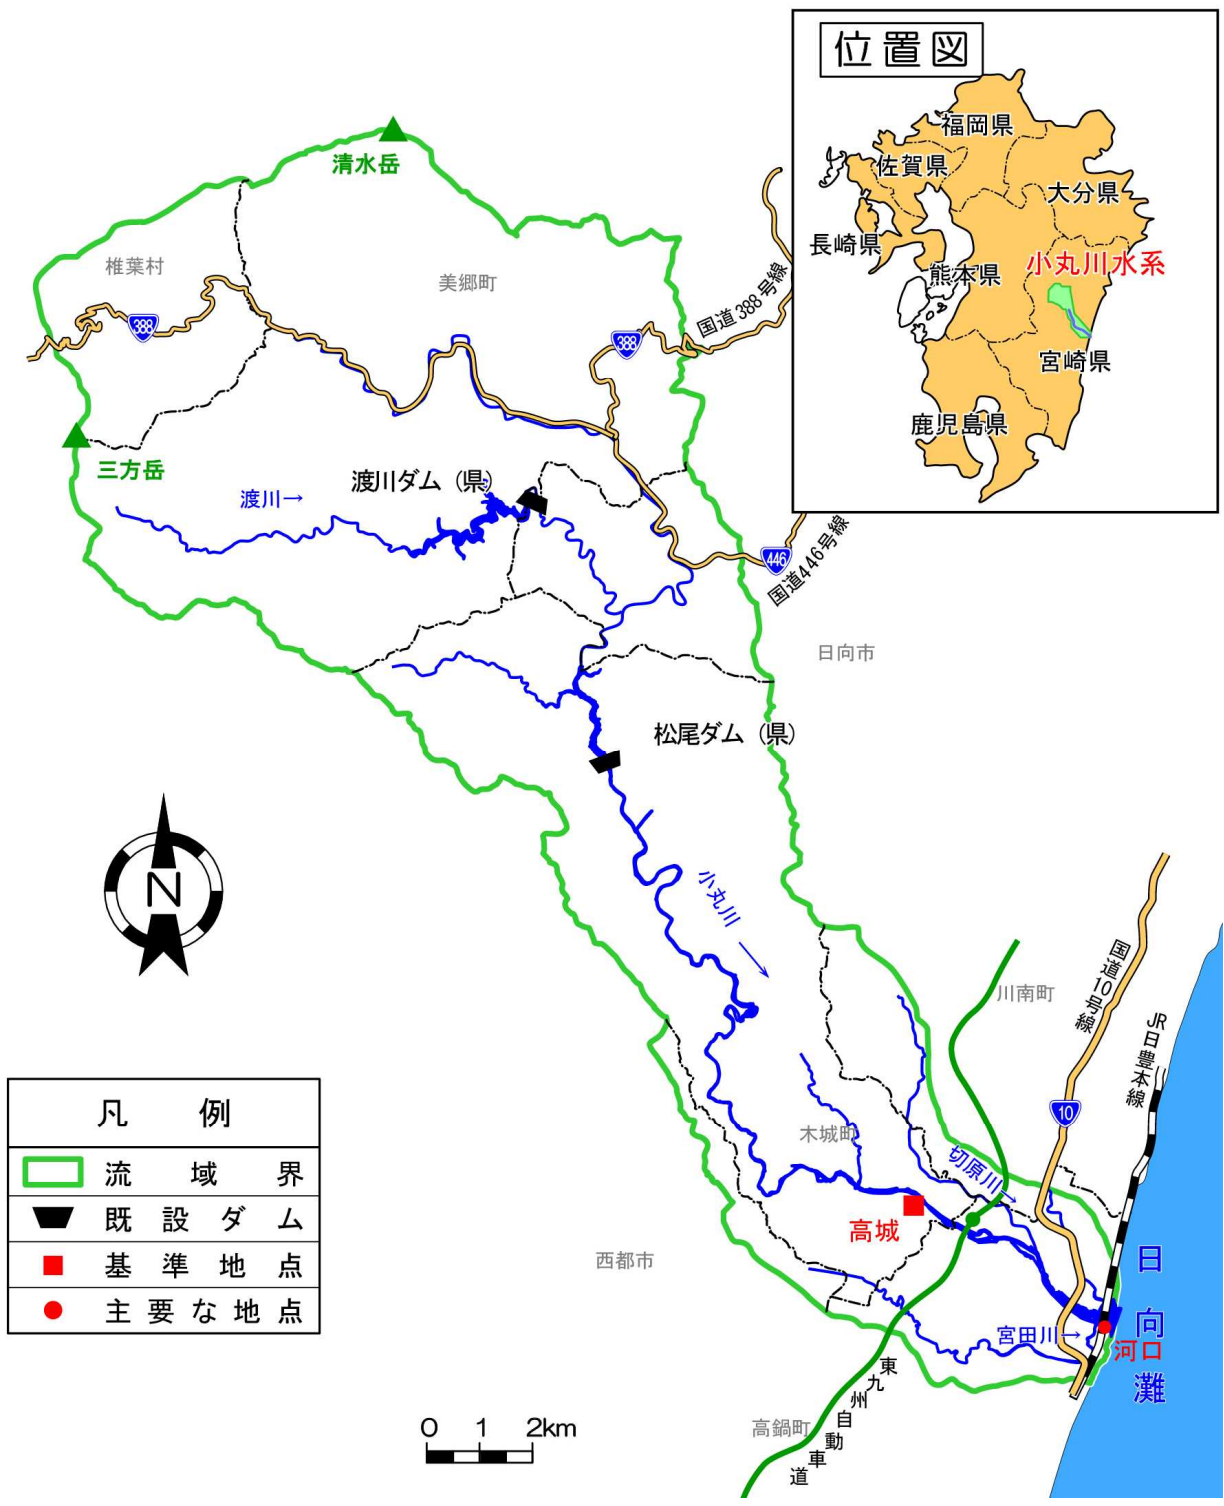 位置図
福岡県
佐賀県
大分県
長崎県
熊本県
小丸川水系
宮崎県
鹿児島県
清水岳
椎葉村
美郷町
388
国道388号線
388
三方岳
渡川ダム（県）
渡川→
446
国道446号線
日向市
松尾ダム（県）
N
小丸川
川南町
国道10号線
JR日豊本線
10
木城町
切原川→
高城
西都市
日向灘
宮田川→
河口
東九州自動車道
高鍋町
凡例
流域界
既設ダム
基準地点
主要な地点
0 1 2km